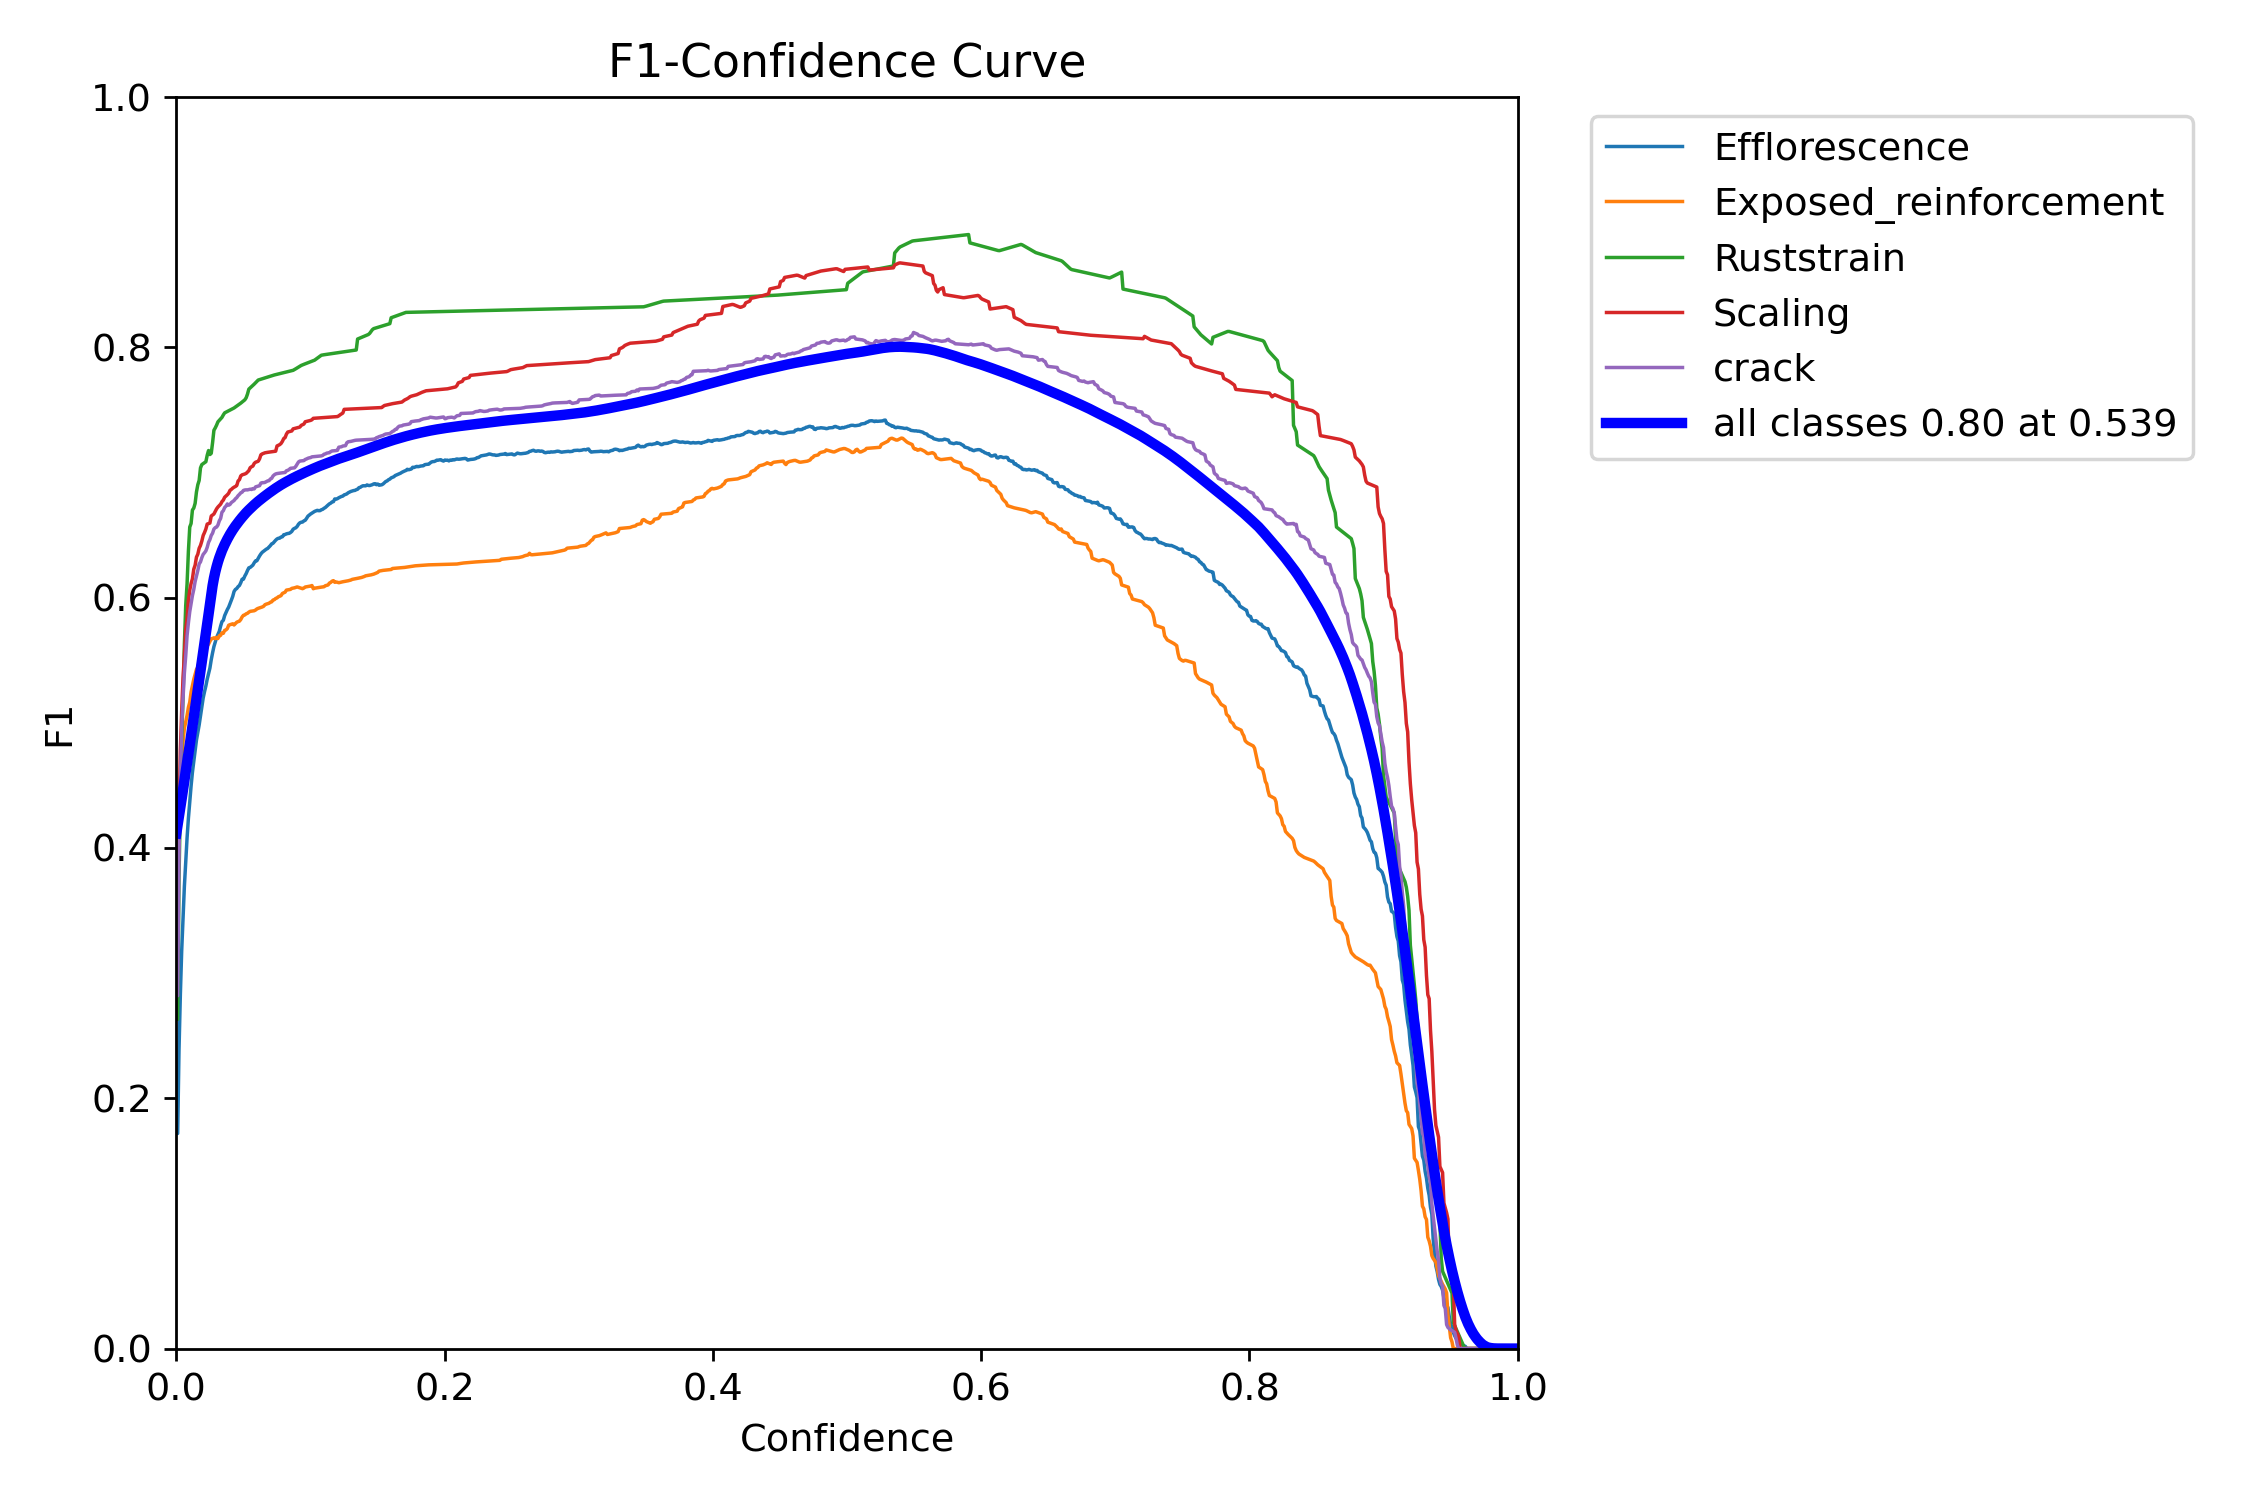 F1-Confidence Curve
1.0
0.8
0.6
0.4
0.2
0.0
F1
0.0 0.2 0.4 0.6 0.8 1.0
Confidence
Efflorescence
Exposed_reinforcement
Ruststrain
Scaling
crack
all classes 0.80 at 0.539